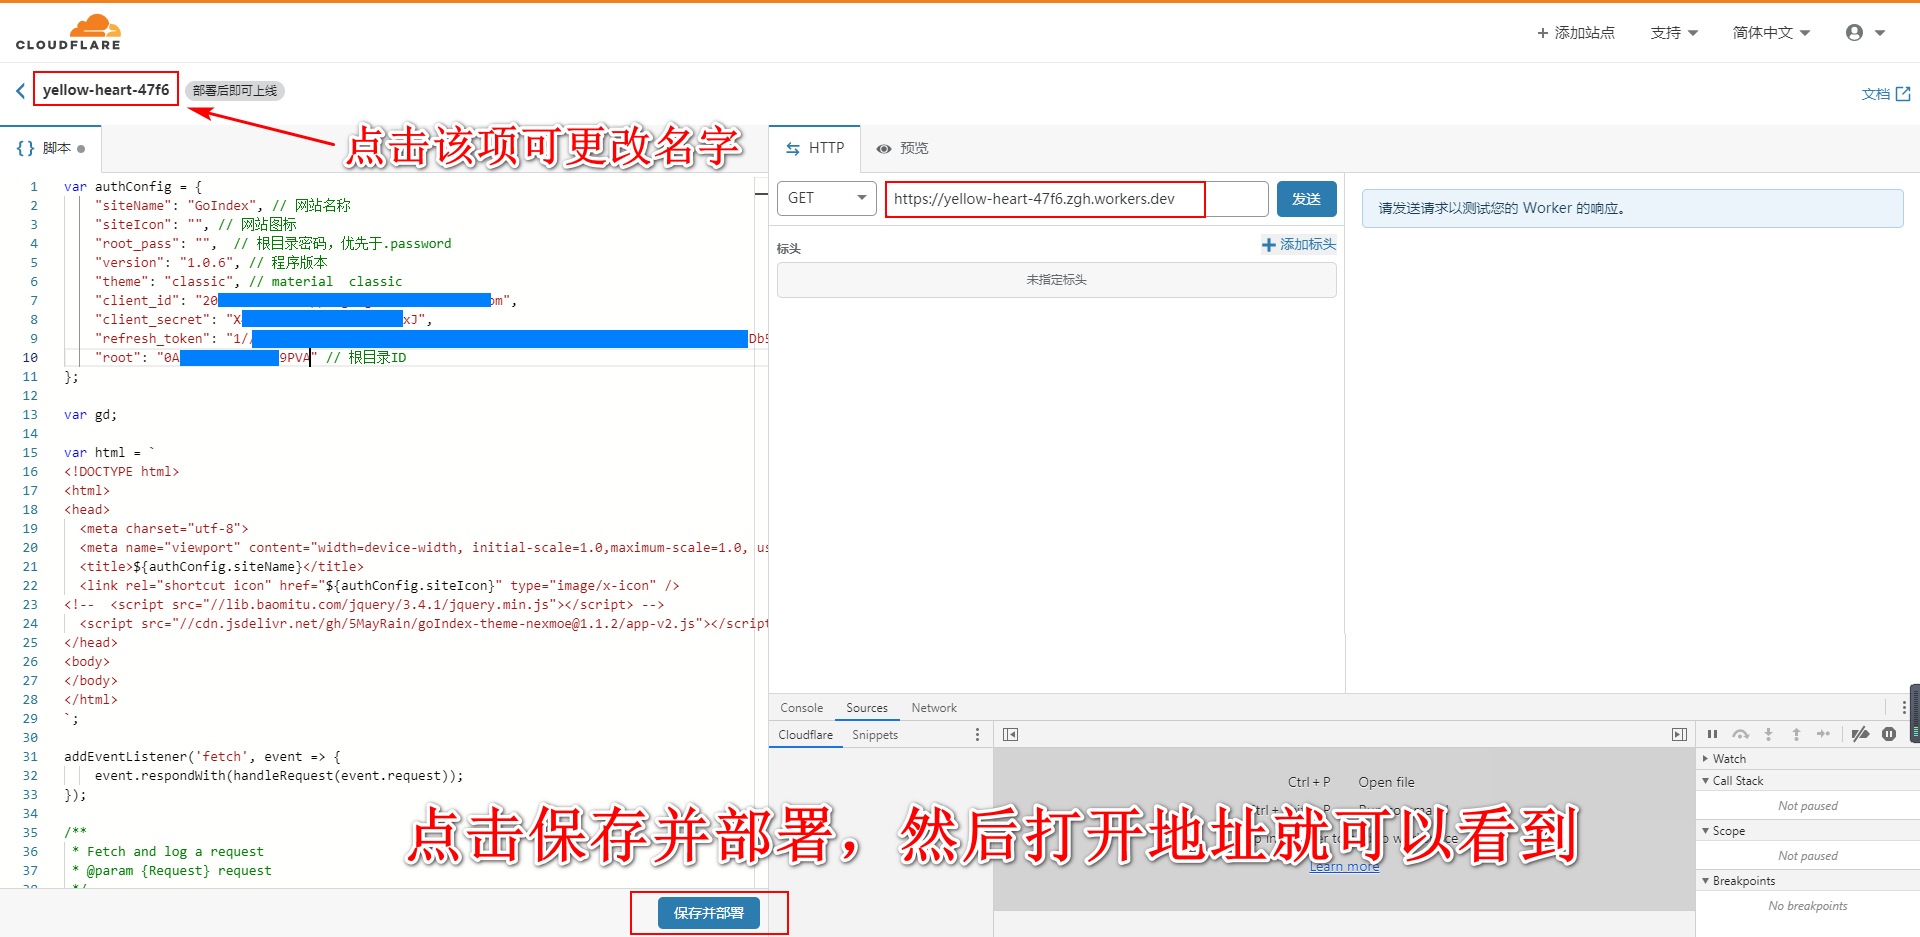 CLOUDFLARE
添加站点
支持
简体中文
yellow-heart-47f6
部署后即可上线
文档
点击该项可更改名字
{} 脚本
HTTP
预览
1 var authConfig = {
2 "siteName": "GoIndex", // 网站名称
3 "siteIcon": "", // 网站图标
4 "root_pass": "", // 根目录密码，优先于.password
5 "version": "1.0.6", // 程序版本
6 "theme": "classic", // material classic
7 "client_id": "20 om",
8 "client_secret": "X xJ",
9 "refresh_token": "1// Db5
10 "root": "0A 9PVA" // 根目录ID
11 };
12
13 var gd;
14
15 var html = `
16 <!DOCTYPE html>
17 <html>
18 <head>
19 <meta charset="utf-8">
20 <meta name="viewport" content="width=device-width, initial-scale=1.0,maximum-scale=1.0, us
21 <title>${authConfig.siteName}</title>
22 <link rel="shortcut icon" href="${authConfig.siteIcon}" type="image/x-icon" />
23 <!-- <script src="//lib.baomitu.com/jquery/3.4.1/jquery.min.js"></script> -->
24 <script src="//cdn.jsdelivr.net/gh/5MayRain/goIndex-theme-nexmoe@1.1.2/app-v2.js"></script
25 </head>
26 <body>
27 </body>
28 </html>
29 `;
30
31 addEventListener('fetch', event => {
32 event.respondWith(handleRequest(event.request));
33 });
34
35 /**
36 * Fetch and log a request
37 * @param {Request} request
38 */
GET
https://yellow-heart-47f6.zgh.workers.dev
发送
标头
添加标头
未指定标头
请发送请求以测试您的 Worker 的响应。
Console Sources Network
Cloudflare Snippets
Ctrl + P Open file
Learn more
点击保存并部署，然后打开地址就可以看到
Watch
Call Stack
Not paused
Scope
Not paused
Breakpoints
No breakpoints
保存并部署